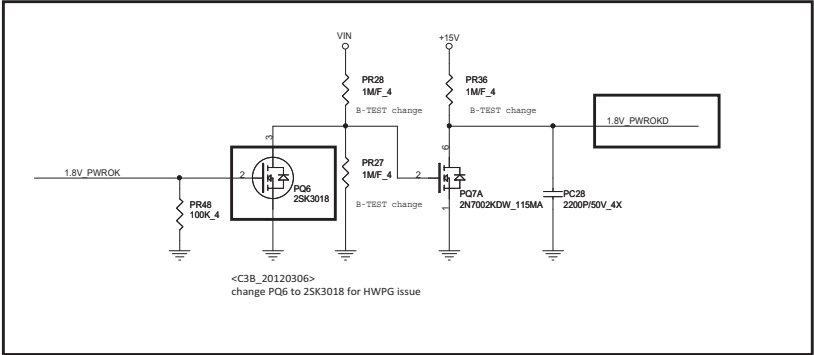 VIN
+15V
PR28
1M/F_4
B-TEST change
PR36
1M/F_4
B-TEST change
1.8V_PWROKD
3
6
1.8V_PWROK
2
PQ6
2SK3018
PR27
1M/F_4
B-TEST change
2
PQ7A
2N7002KDW_115MA
PC28
2200P/50V_4X
PR48
100K_4
1
<C3B_20120306>
change PQ6 to 2SK3018 for HWPG issue